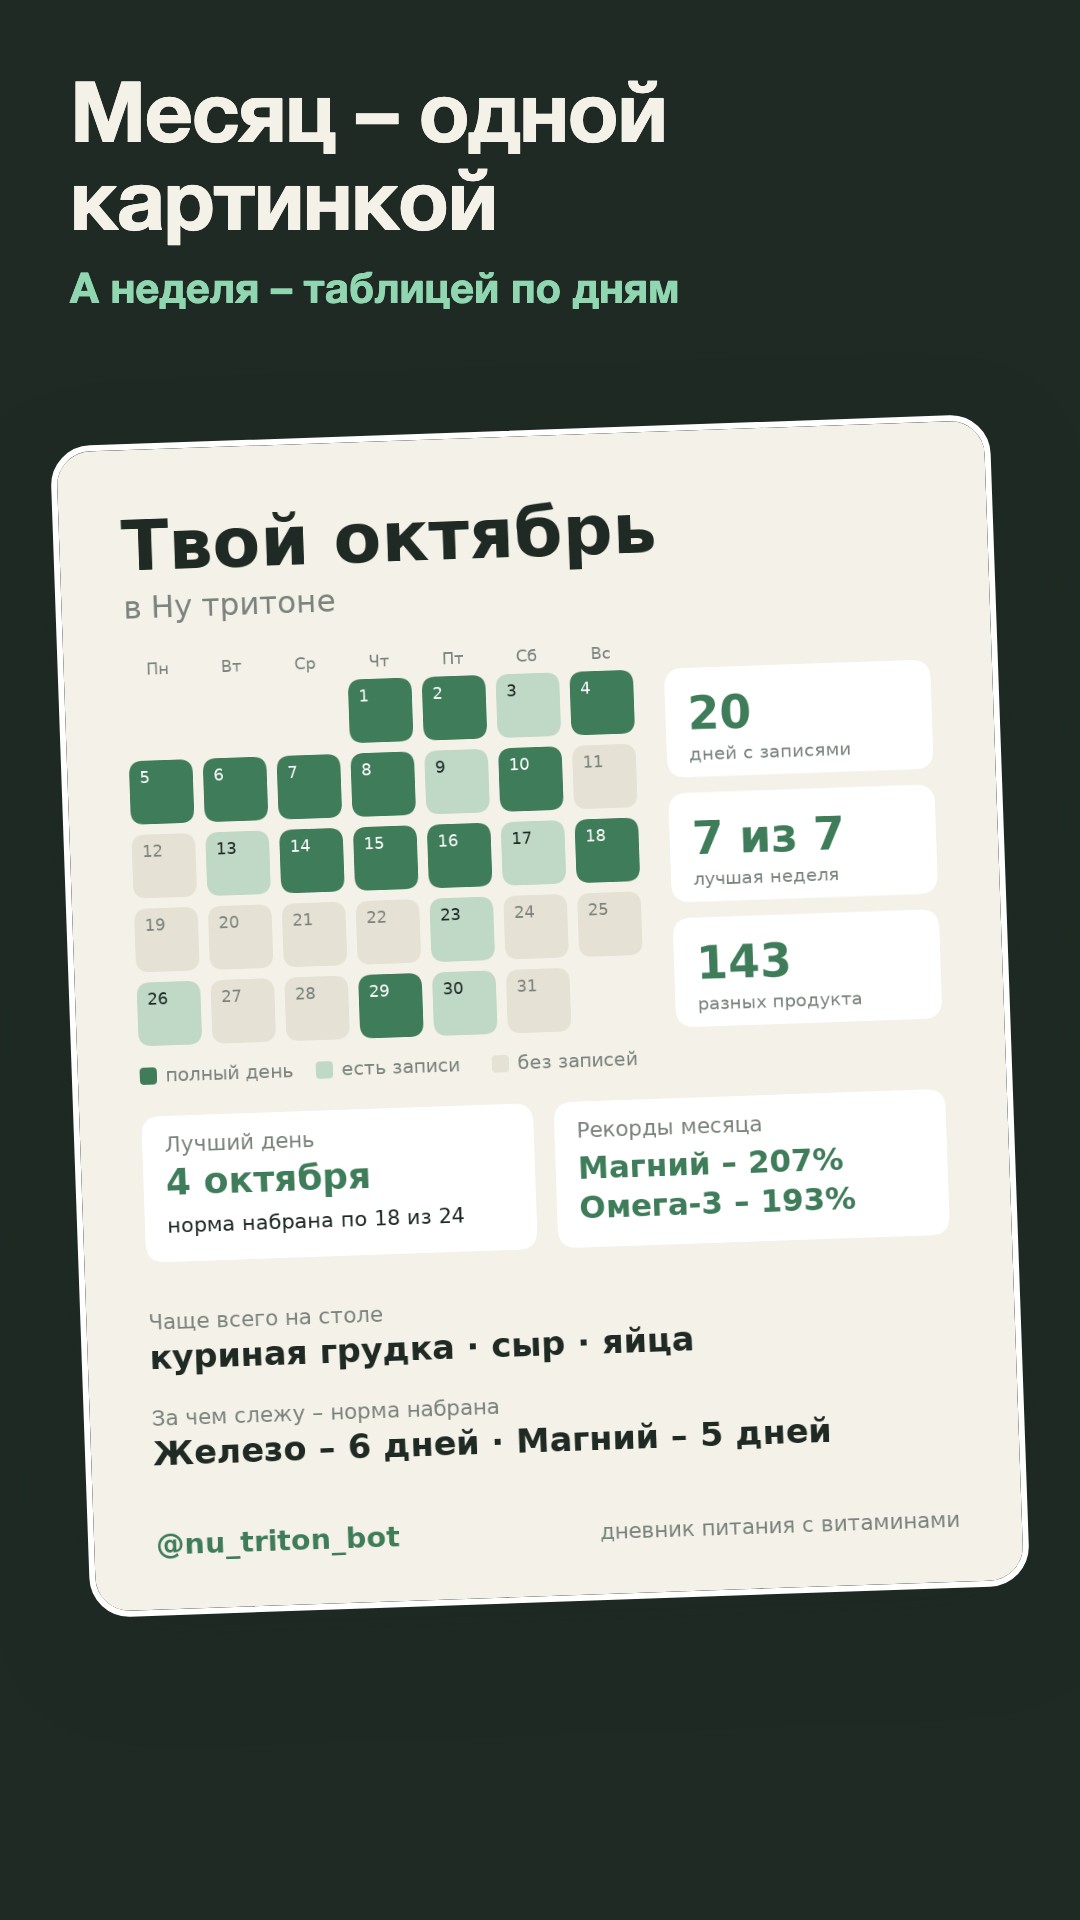 Месяц – одной
картинкой
А неделя – таблицей по дням
Твой октябрь
в Ну тритоне
Пн Вт Ср Чт Пт Сб Вс
1 2 3 4
5 6 7 8 9 10 11
12 13 14 15 16 17 18
19 20 21 22 23 24 25
26 27 28 29 30 31
полный день есть записи без записей
20
дней с записями
7 из 7
лучшая неделя
143
разных продукта
Лучший день
4 октября
норма набрана по 18 из 24
Рекорды месяца
Магний – 207%
Омега-3 – 193%
Чаще всего на столе
куриная грудка · сыр · яйца
За чем слежу – норма набрана
Железо – 6 дней · Магний – 5 дней
@nu_triton_bot
дневник питания с витаминами